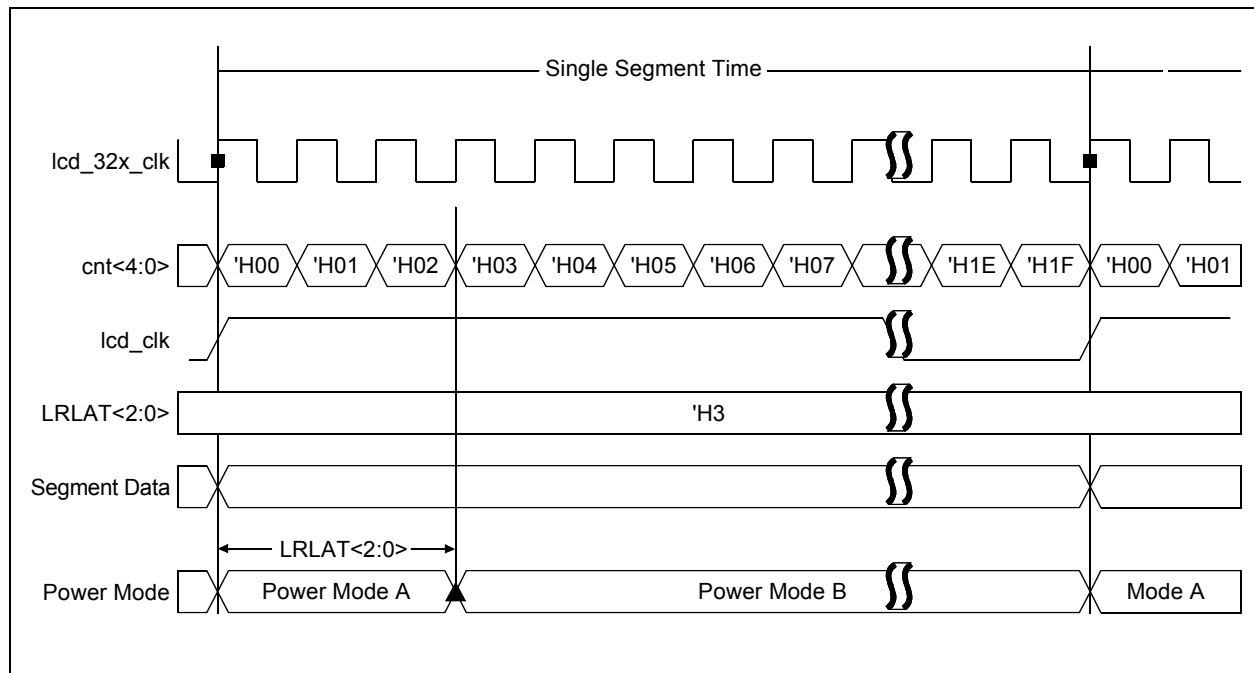 Single Segment Time
lcd_32x_clk
cnt<4:0> 'H00 'H01 'H02 'H03 'H04 'H05 'H06 'H07 'H1E 'H1F 'H00 'H01
lcd_clk
LRLAT<2:0> 'H3
Segment Data
LRLAT<2:0>
Power Mode Power Mode A Power Mode B Mode A